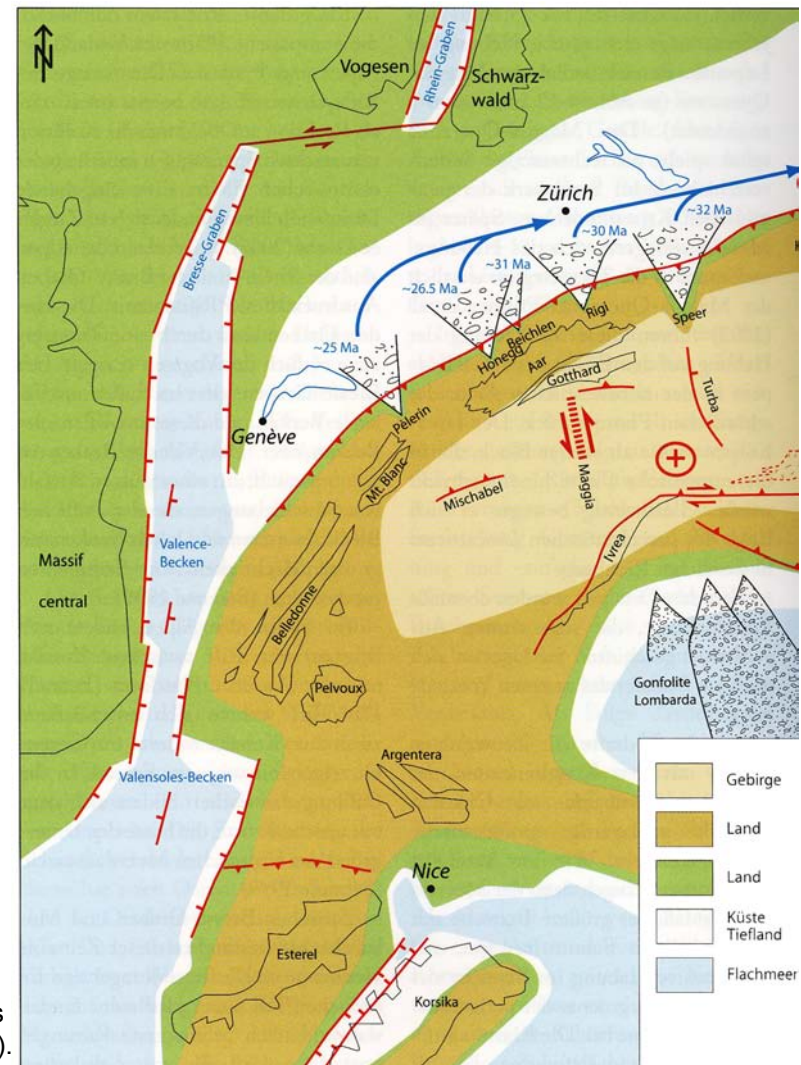 N
Vogesen
Rhein-Graben
Schwarz-
wald
Zürich
Bresse-Graben
~32 Ma
~30 Ma
~31 Ma
~26.5 Ma
~25 Ma
Speer
Rigi
Beichlen
Honegg
Aar
Gotthard
Turba
Pèlerin
Genève
Mt. Blanc
Mischabel
Maggia
Ivrea
Massif
central
Valence-
Becken
Belledonne
Pelvoux
Gonfolite
Lombarda
Valensoles-Becken
Argentera
Nice
Esterel
Korsika
Gebirge
Land
Land
Küste
Tiefland
Flachmeer
s
).